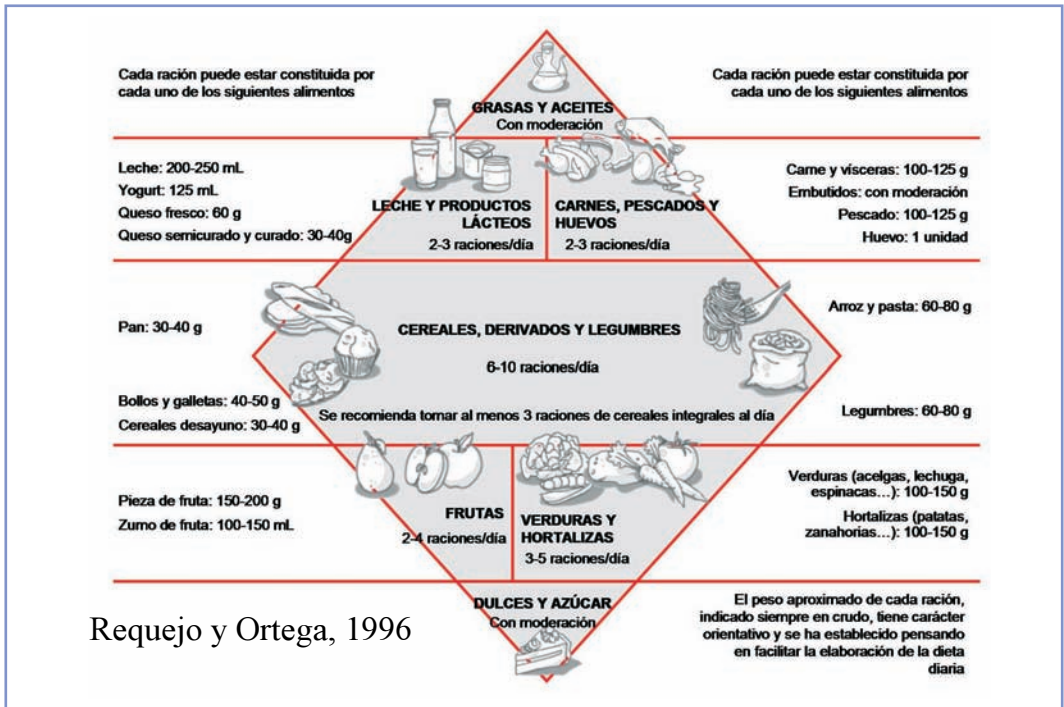 Cada ración puede estar constituida por
cada uno de los siguientes alimentos
Cada ración puede estar constituida por
cada uno de los siguientes alimentos
GRASAS Y ACEITES
Con moderación
Leche: 200-250 mL
Yogurt: 125 mL
Queso fresco: 60 g
Queso semicurado y curado: 30-40g
LECHE Y PRODUCTOS
LÁCTEOS
2-3 raciones/día
CARNES, PESCADOS Y
HUEVOS
2-3 raciones/día
Carne y vísceras: 100-125 g
Embutidos: con moderación
Pescado: 100-125 g
Huevo: 1 unidad
Pan: 30-40 g
Bollos y galletas: 40-50 g
Cereales desayuno: 30-40 g
CEREALES, DERIVADOS Y LEGUMBRES
6-10 raciones/día
Se recomienda tomar al menos 3 raciones de cereales integrales al día
Arroz y pasta: 60-80 g
Legumbres: 60-80 g
Pieza de fruta: 150-200 g
Zumo de fruta: 100-150 mL
FRUTAS
2-4 raciones/día
VERDURAS Y
HORTALIZAS
3-5 raciones/día
Verduras (acelgas, lechuga,
espinacas...): 100-150 g
Hortalizas (patatas,
zanahorias...): 100-150 g
DULCES Y AZÚCAR
Con moderación
Requejo y Ortega, 1996
El peso aproximado de cada ración,
indicado siempre en crudo, tiene carácter
orientativo y se ha establecido pensando
en facilitar la elaboración de la dieta
diaria